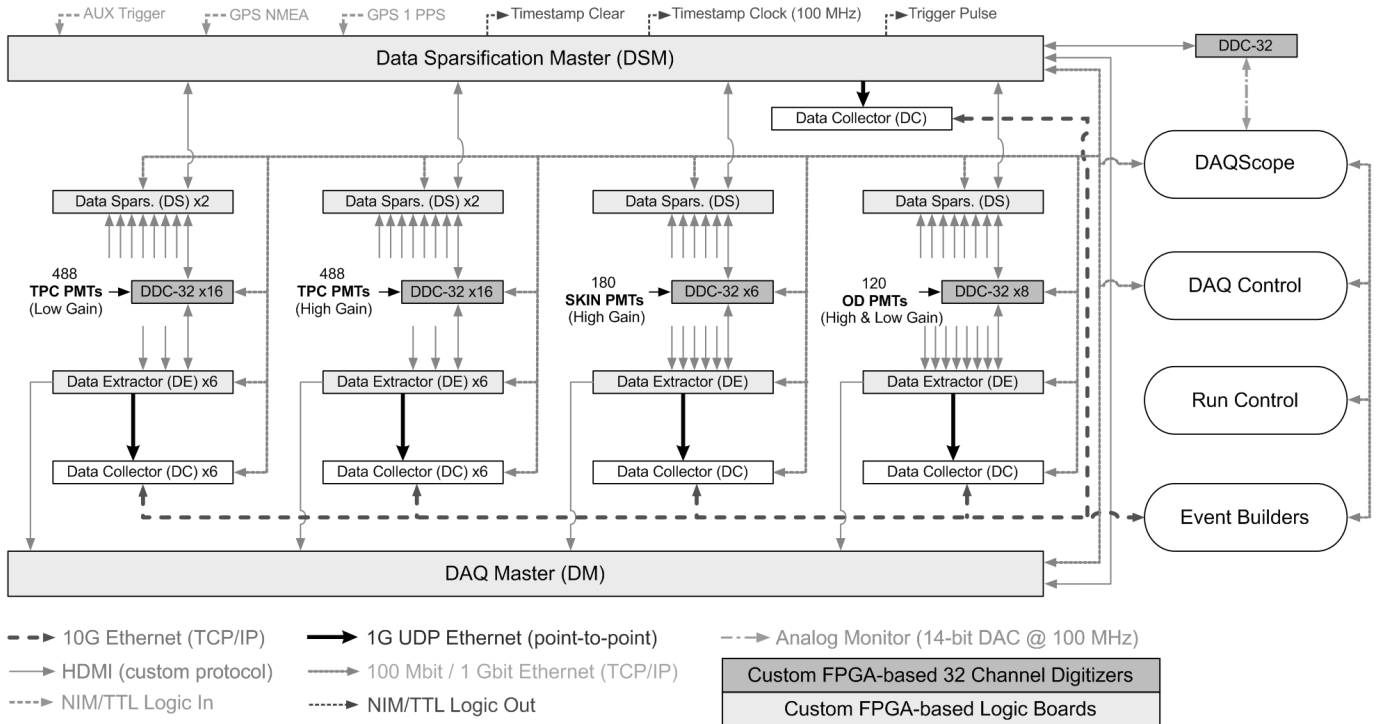 AUX Trigger
GPS NMEA
GPS 1 PPS
Timestamp Clear
Timestamp Clock (100 MHz)
Trigger Pulse
Data Sparsification Master (DSM)
DDC-32
Data Collector (DC)
DAQScope
Data Spars. (DS) x2
Data Spars. (DS) x2
Data Spars. (DS)
Data Spars. (DS)
488
TPC PMTs
(Low Gain)
DDC-32 x16
488
TPC PMTs
(High Gain)
DDC-32 x16
180
SKIN PMTs
(High Gain)
DDC-32 x6
120
OD PMTs
(High & Low Gain)
DDC-32 x8
DAQ Control
Data Extractor (DE) x6
Data Extractor (DE) x6
Data Extractor (DE)
Data Extractor (DE)
Run Control
Data Collector (DC) x6
Data Collector (DC) x6
Data Collector (DC)
Data Collector (DC)
Event Builders
DAQ Master (DM)
10G Ethernet (TCP/IP)
1G UDP Ethernet (point-to-point)
Analog Monitor (14-bit DAC @ 100 MHz)
HDMI (custom protocol)
100 Mbit / 1 Gbit Ethernet (TCP/IP)
Custom FPGA-based 32 Channel Digitizers
NIM/TTL Logic In
NIM/TTL Logic Out
Custom FPGA-based Logic Boards